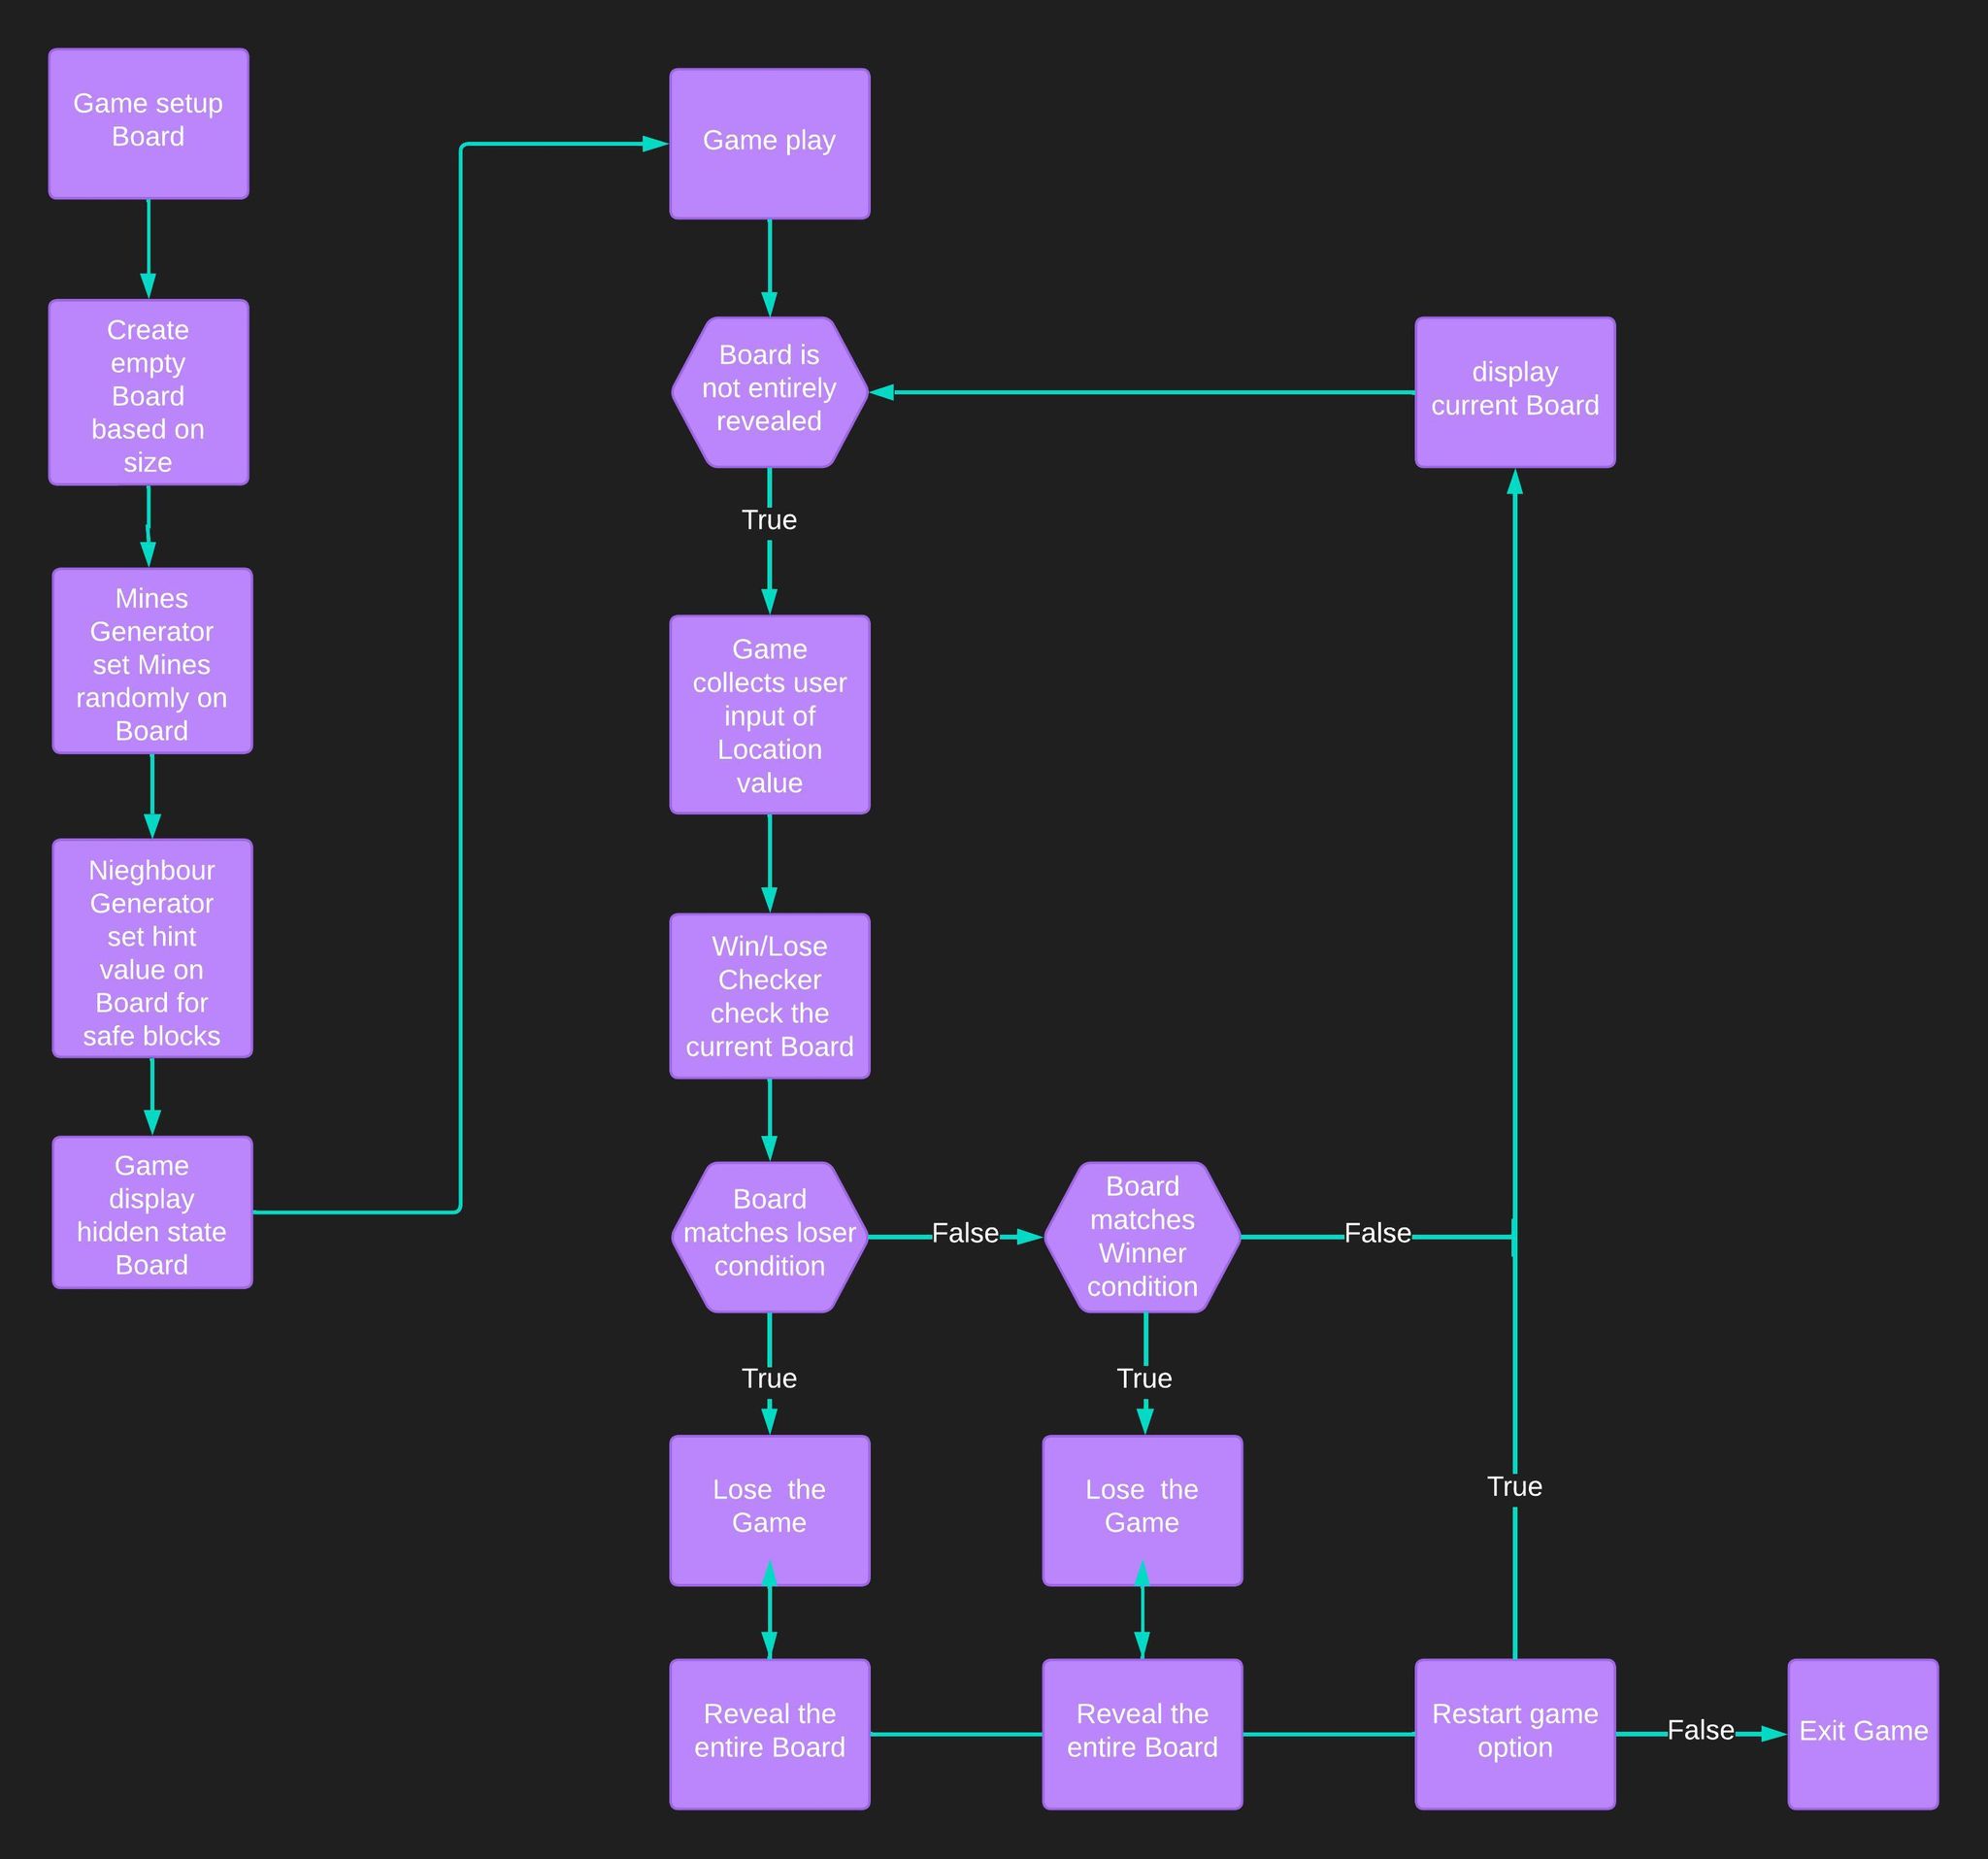 Game setup
Board
Create
empty
Board
based on
size
Mines
Generator
set Mines
randomly on
Board
Nieghbour
Generator
set hint
value on
Board for
safe blocks
Game
display
hidden state
Board
Game play
Board is
not entirely
revealed
True
Game
collects user
input of
Location
value
Win/Lose
Checker
check the
current Board
Board
matches loser
condition
False
True
Lose  the
Game
Reveal the
entire Board
Board
matches
Winner
condition
False
True
Lose  the
Game
Reveal the
entire Board
display
current Board
True
Restart game
option
False
Exit Game